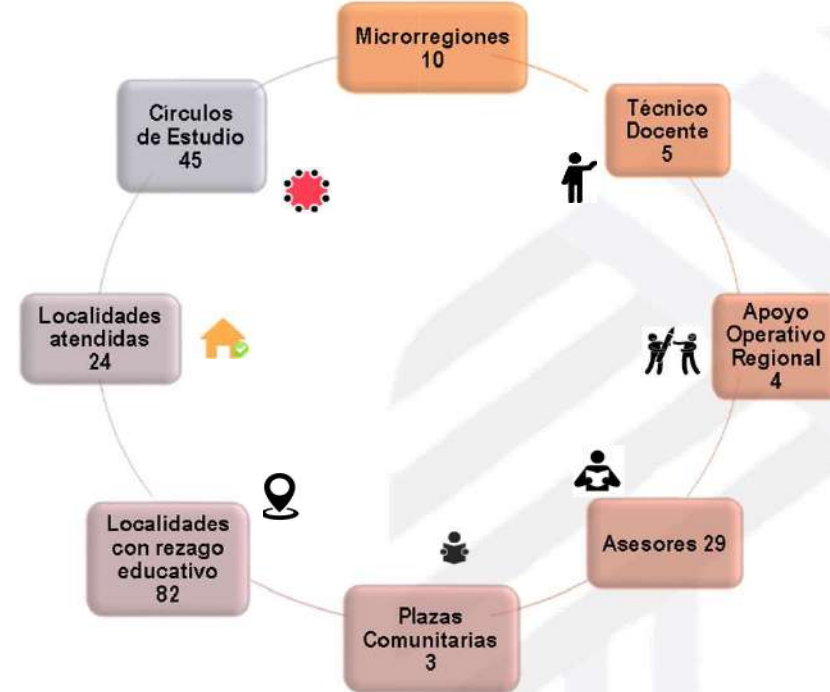 Microrregiones
10
Técnico
Docente
5
Apoyo
Operativo
Regional
4
Asesores 29
Plazas
Comunitarias
3
Localidades
con rezago
educativo
82
Localidades
atendidas
24
Círculos
de Estudio
45